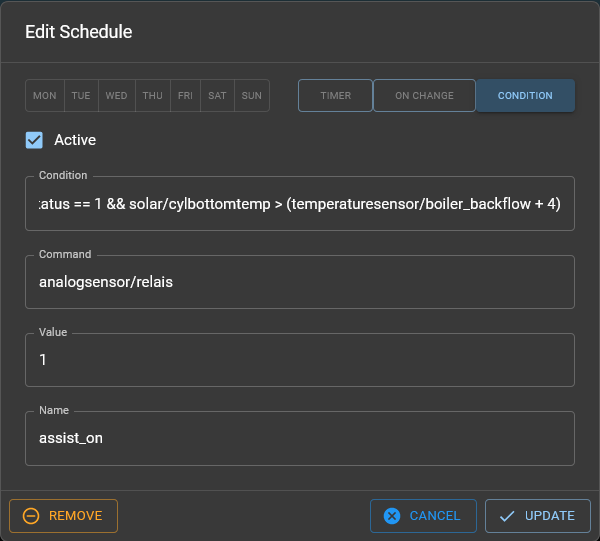 Edit Schedule
MON TUE WED THU FRI SAT SUN TIMER ON CHANGE CONDITION
Active
Condition
tatus == 1 && solar/cylbottomtemp > (temperaturesensor/boiler_backflow + 4)
Command
analogsensor/relais
Value
1
Name
assist_on
REMOVE CANCEL UPDATE